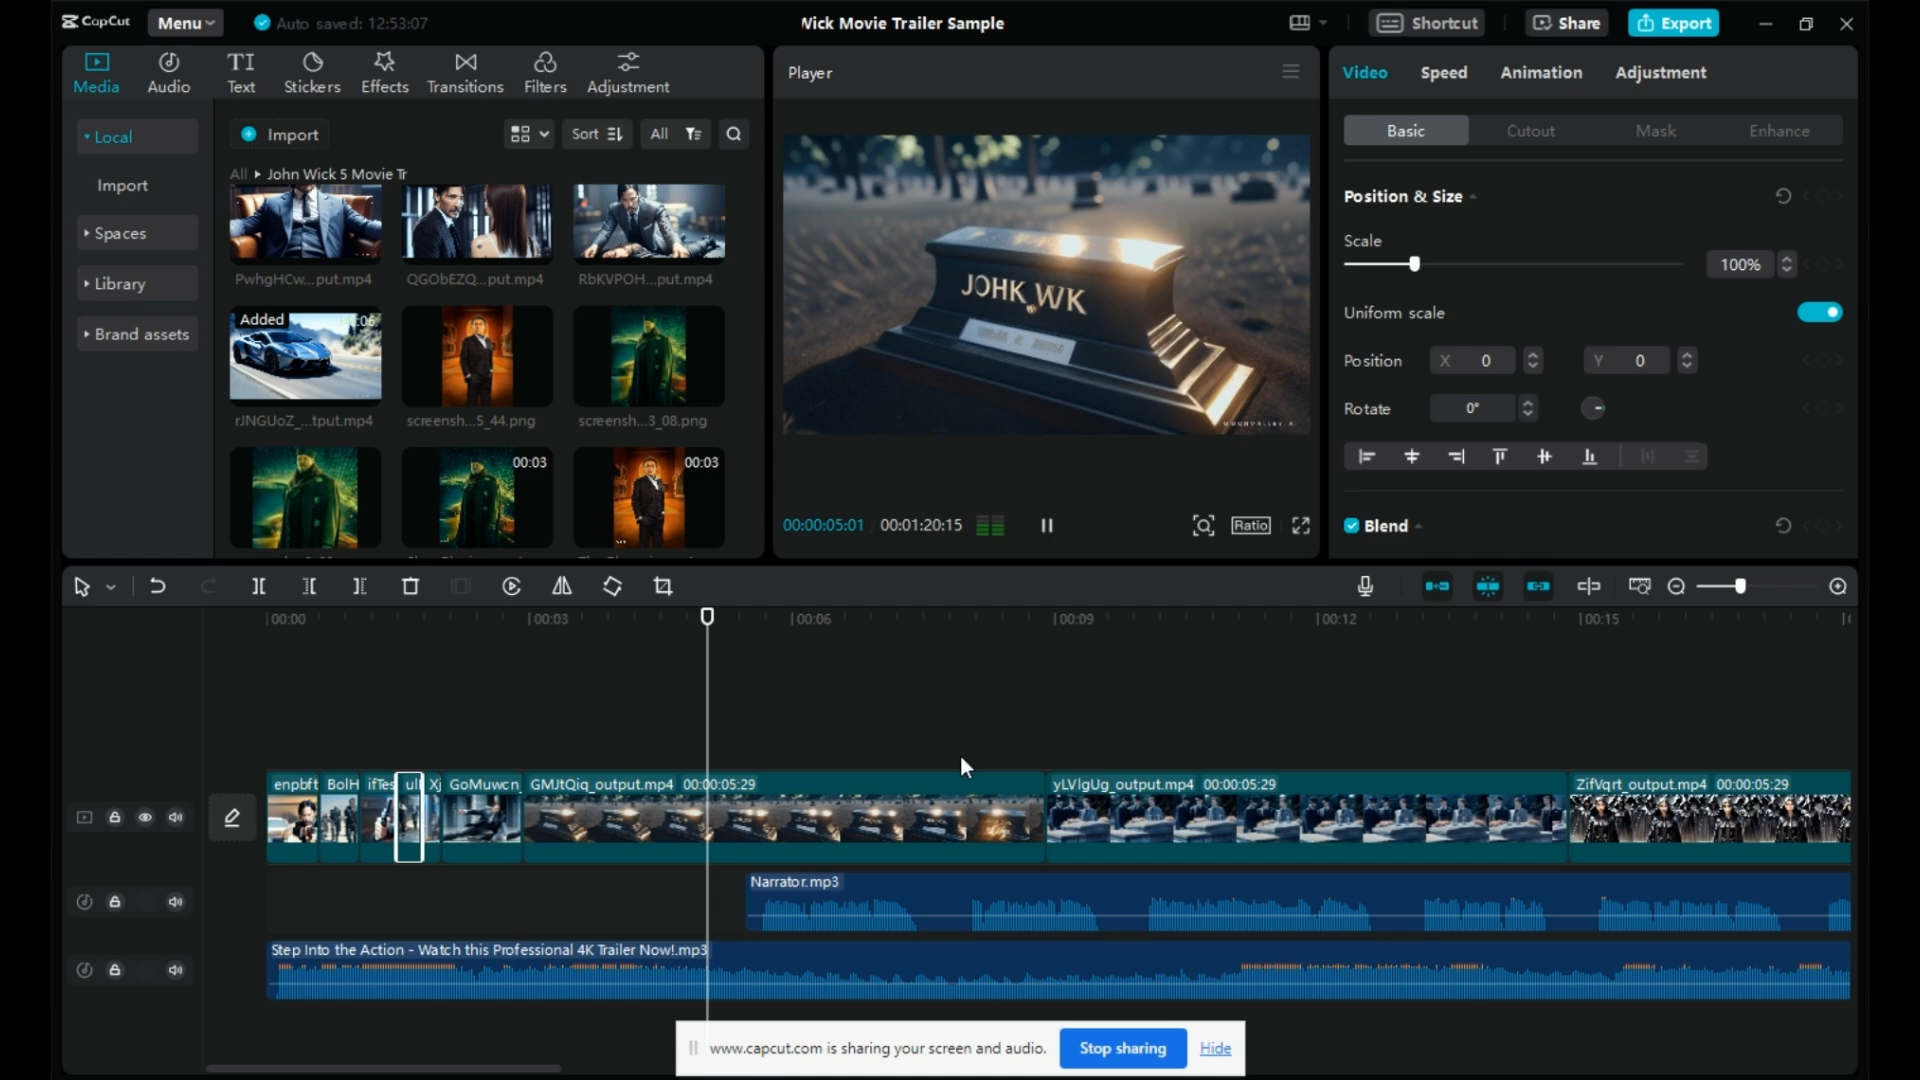 CapCut
Menu
Auto saved: 12:53:07
Wick Movie Trailer Sample
Shortcut
Share
Export
Media
Audio
Text
Stickers
Effects
Transitions
Filters
Adjustment
Local
Import
Spaces
Library
Brand assets
Import
Sort
All
All
John Wick 5 Movie Tr
PwhgHCw...put.mp4
QGObEZQ...put.mp4
RbKVPOH...put.mp4
Added
rJNGUoZ_...tput.mp4
screensh...5_44.png
screensh...3_08.png
00:03
00:03
Player
JOHK WK
00:00:05:01
00:01:20:15
Ratio
Video
Speed
Animation
Adjustment
Basic
Cutout
Mask
Enhance
Position & Size
Scale
100%
Uniform scale
Position
X 0
Y 0
Rotate
0°
Blend
00:00
00:03
00:06
00:09
00:12
00:15
enpbft
BolH
ifTes
ull
Xj
GoMuwcn
GMJtQiq_output.mp4 00:00:05:29
yLVlgUg_output.mp4 00:00:05:29
ZifVqrt_output.mp4 00:00:05:29
Narrator.mp3
Step Into the Action - Watch this Professional 4K Trailer Now!.mp3
www.capcut.com is sharing your screen and audio.
Stop sharing
Hide